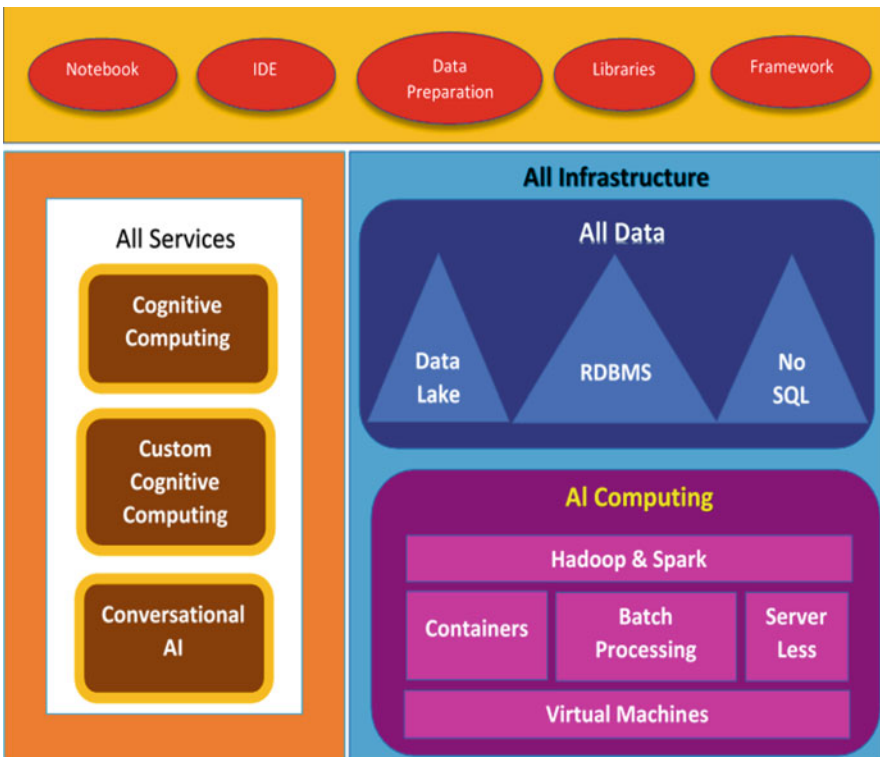 Notebook
IDE
Data
Preparation
Libraries
Framework
All Services
Cognitive
Computing
Custom
Cognitive
Computing
Conversational
AI
All Infrastructure
All Data
Data
Lake
RDBMS
No
SQL
Al Computing
Hadoop & Spark
Containers
Batch
Processing
Server
Less
Virtual Machines